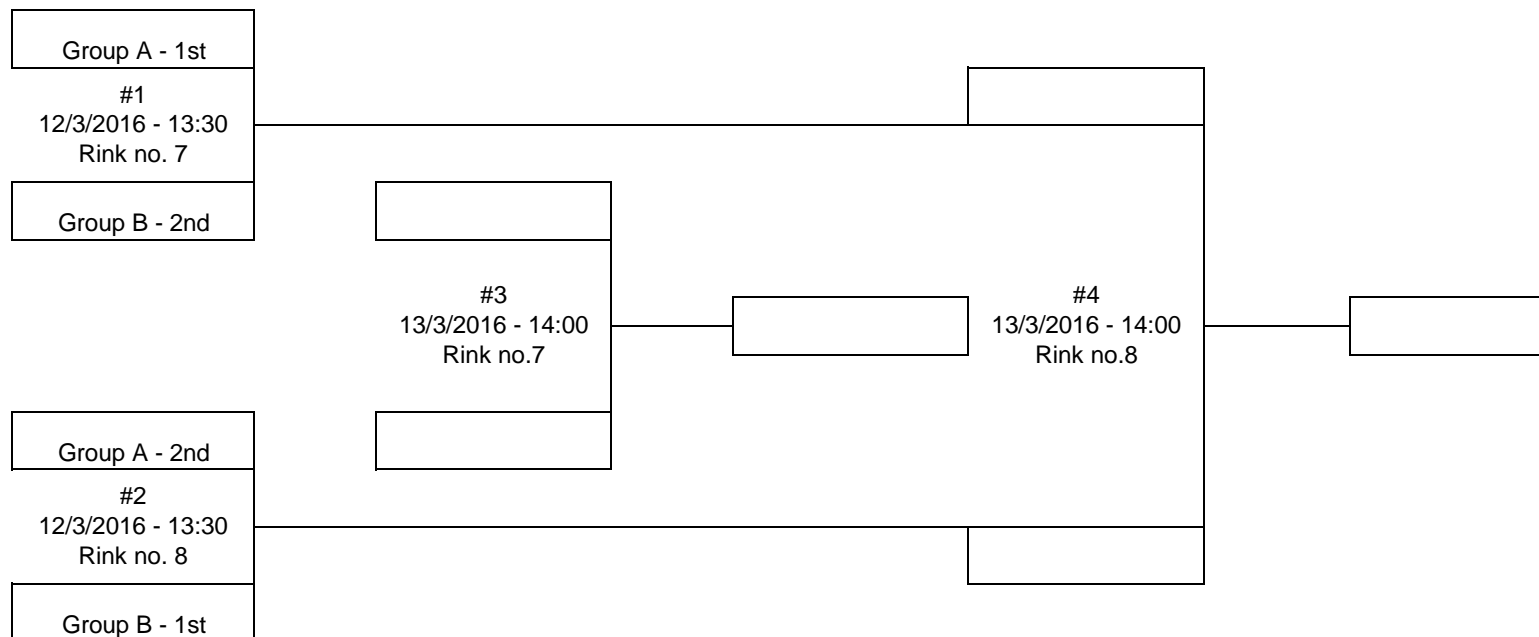 Group A - 1st
#1
12/3/2016 - 13:30
Rink no. 7
Group B - 2nd
#3
13/3/2016 - 14:00
Rink no.7
#4
13/3/2016 - 14:00
Rink no.8
Group A - 2nd
#2
12/3/2016 - 13:30
Rink no. 8
Group B - 1st